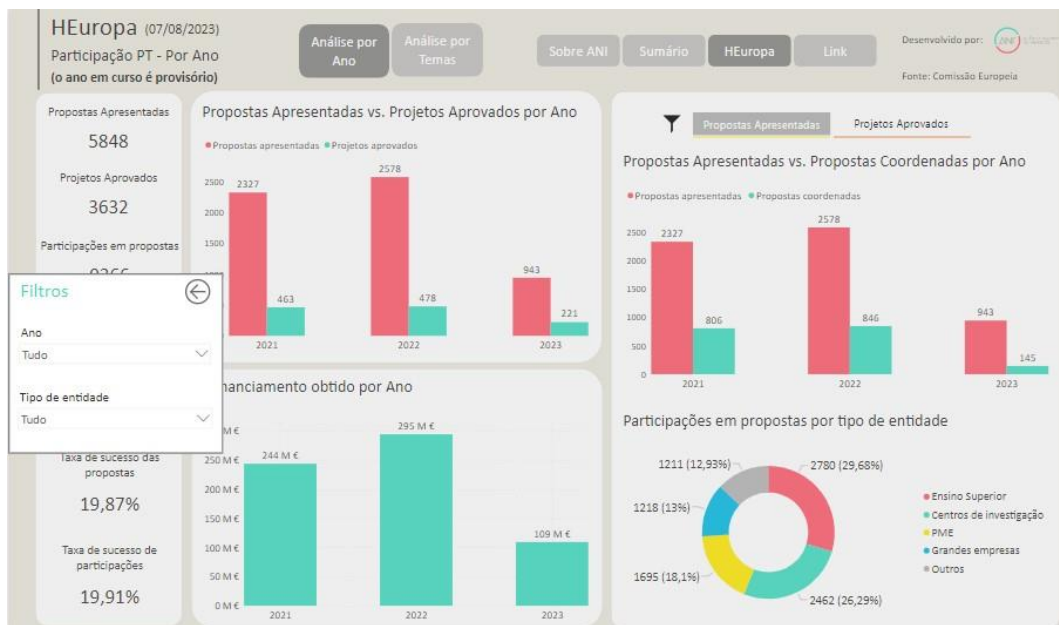 HEuropa (07/08/2023)
Participação PT - Por Ano
(o ano em curso é provisório)
Análise por
Ano
Análise por
Temas
Sobre ANI
Sumário
HEuropa
Link
Desenvolvido por:
Fonte: Comissão Europeia
Propostas Apresentadas
5848
Projetos Aprovados
3632
Participações em propostas
Filtros
Ano
Tudo
Tipo de entidade
Tudo
Taxa de sucesso das
propostas
19,87%
Taxa de sucesso de
participações
19,91%
Propostas Apresentadas vs. Projetos Aprovados por Ano
Propostas apresentadas Projetos aprovados
2500
2000
1500
2327
2578
943
463
478
221
2021 2022 2023
nanciamento obtido por Ano
M €
250 M €
200 M €
150 M €
100 M €
50 M €
0 M €
244 M €
295 M €
109 M €
2021 2022 2023
Propostas Apresentadas Projetos Aprovados
Propostas Apresentadas vs. Propostas Coordenadas por Ano
Propostas apresentadas Propostas coordenadas
2500
2000
1500
1000
500
0
2327
2578
943
806
846
145
2021 2022 2023
Participações em propostas por tipo de entidade
1211 (12,93%)
2780 (29,68%)
1218 (13%)
1695 (18,1%)
2462 (26,29%)
Ensino Superior
Centros de investigação
PME
Grandes empresas
Outros